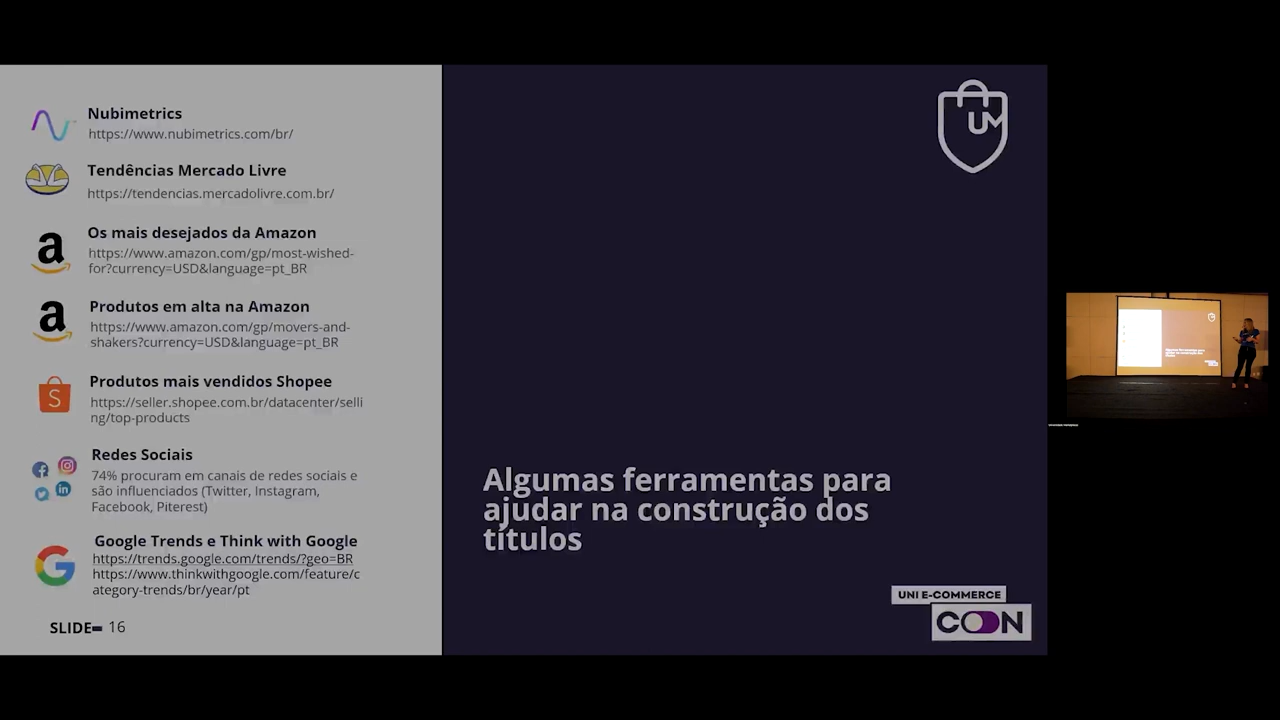 Nubimetrics
https://www.nubimetrics.com/br/
Tendências Mercado Livre
https://tendencias.mercadolivre.com.br/
Os mais desejados da Amazon
https://www.amazon.com/gp/most-wished-
for?currency=USD&language=pt_BR
Produtos em alta na Amazon
https://www.amazon.com/gp/movers-and-
shakers?currency=USD&language=pt_BR
Produtos mais vendidos Shopee
https://seller.shopee.com.br/datacenter/selli
ng/top-products
Redes Sociais
74% procuram em canais de redes sociais e
são influenciados (Twitter, Instagram,
Facebook, Piterest)
Google Trends e Think with Google
https://trends.google.com/trends/?geo=BR
https://www.thinkwithgoogle.com/feature/c
ategory-trends/br/year/pt
SLIDE 16
UM
Algumas ferramentas para
ajudar na construção dos
títulos
UNI E-COMMERCE
CON